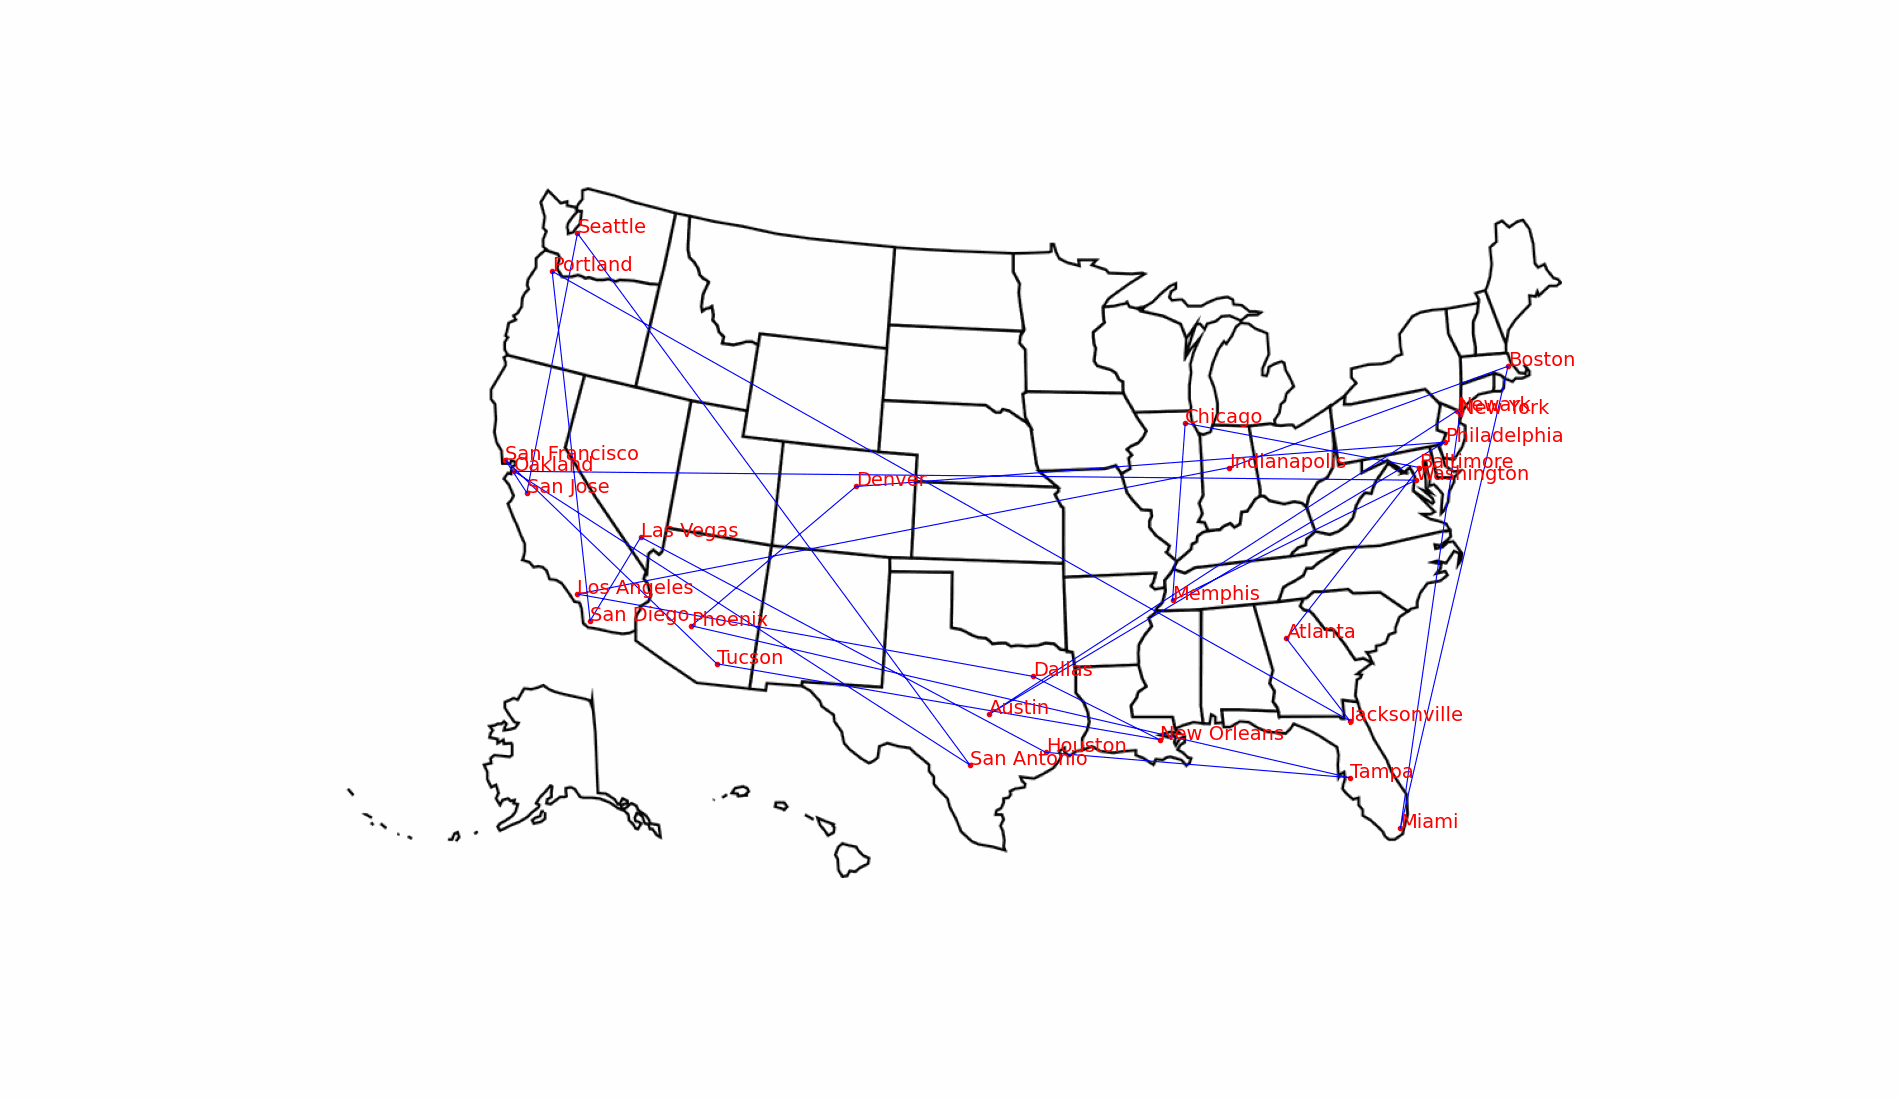 Seattle
Portland
Boston
Newark
New York
Chicago
Philadelphia
San Francisco
Oakland
Indianapolis
Baltimore
Washington
Denver
San Jose
Las Vegas
Los Angeles
Memphis
San Diego
Phoenix
Atlanta
Tucson
Dallas
Austin
Jacksonville
New Orleans
Houston
San Antonio
Tampa
Miami